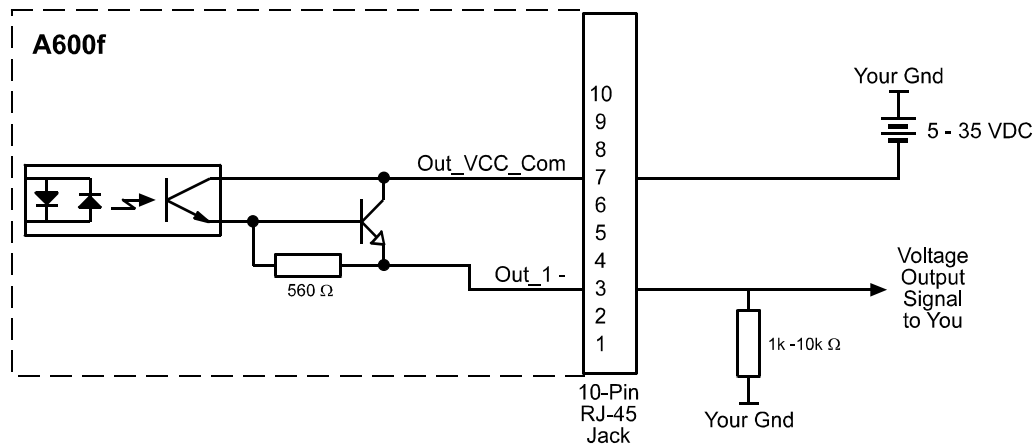 A600f
Out_VCC_Com
Out_1 -
560 Ω
10
9
8
7
6
5
4
3
2
1
10-Pin
RJ-45
Jack
Your Gnd
5 - 35 VDC
Voltage
Output
Signal
to You
1k -10k Ω
Your Gnd